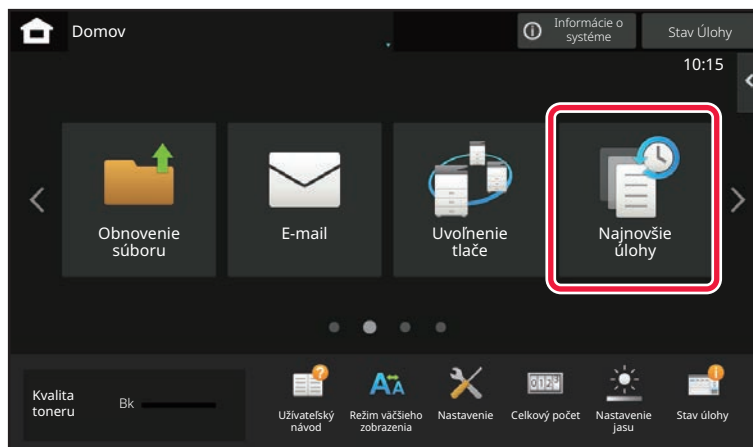 Domov
Informácie o
systéme
Stav Úlohy
10:15
Obnovenie
súboru
E-mail
Uvoľnenie
tlače
Najnovšie
úlohy
Kvalita
toneru
Bk
Užívateľský
návod
Režim väčšieho
zobrazenia
Nastavenie
0123
Celkový počet
Nastavenie
jasu
Stav úlohy